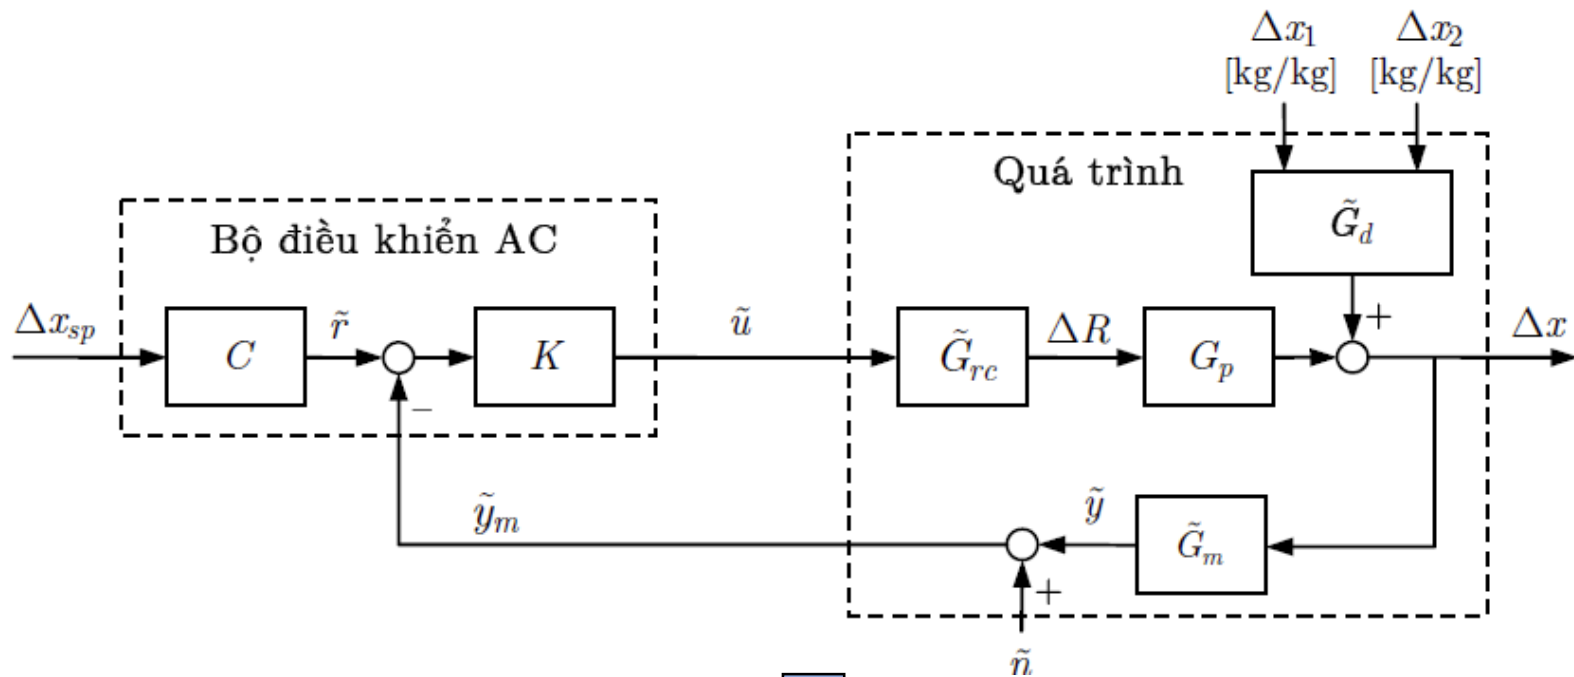 Δx₁ Δx₂
[kg/kg] [kg/kg]
Quá trình
G̃_d
Bộ điều khiển AC
+
Δx_sp C r̃ K ũ G̃_rc ΔR G_p Δx
−
ỹ_m ỹ G̃_m
+
ñ